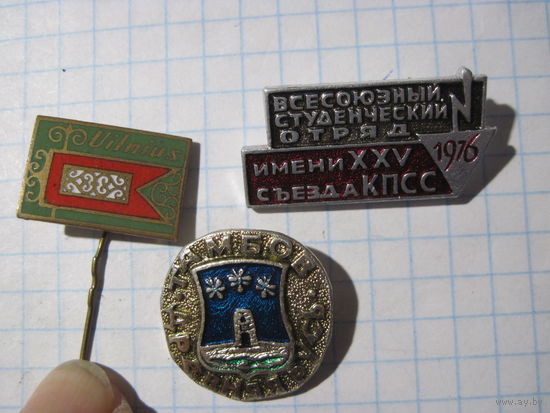 Vilnius
ВСЕСОЮЗНЫЙ
СТУДЕНЧЕСКИЙ
ОТРЯД
ИМЕНИ XXV
СЪЕЗДА КПСС
1976
ТАМБОВ
www.ay.by